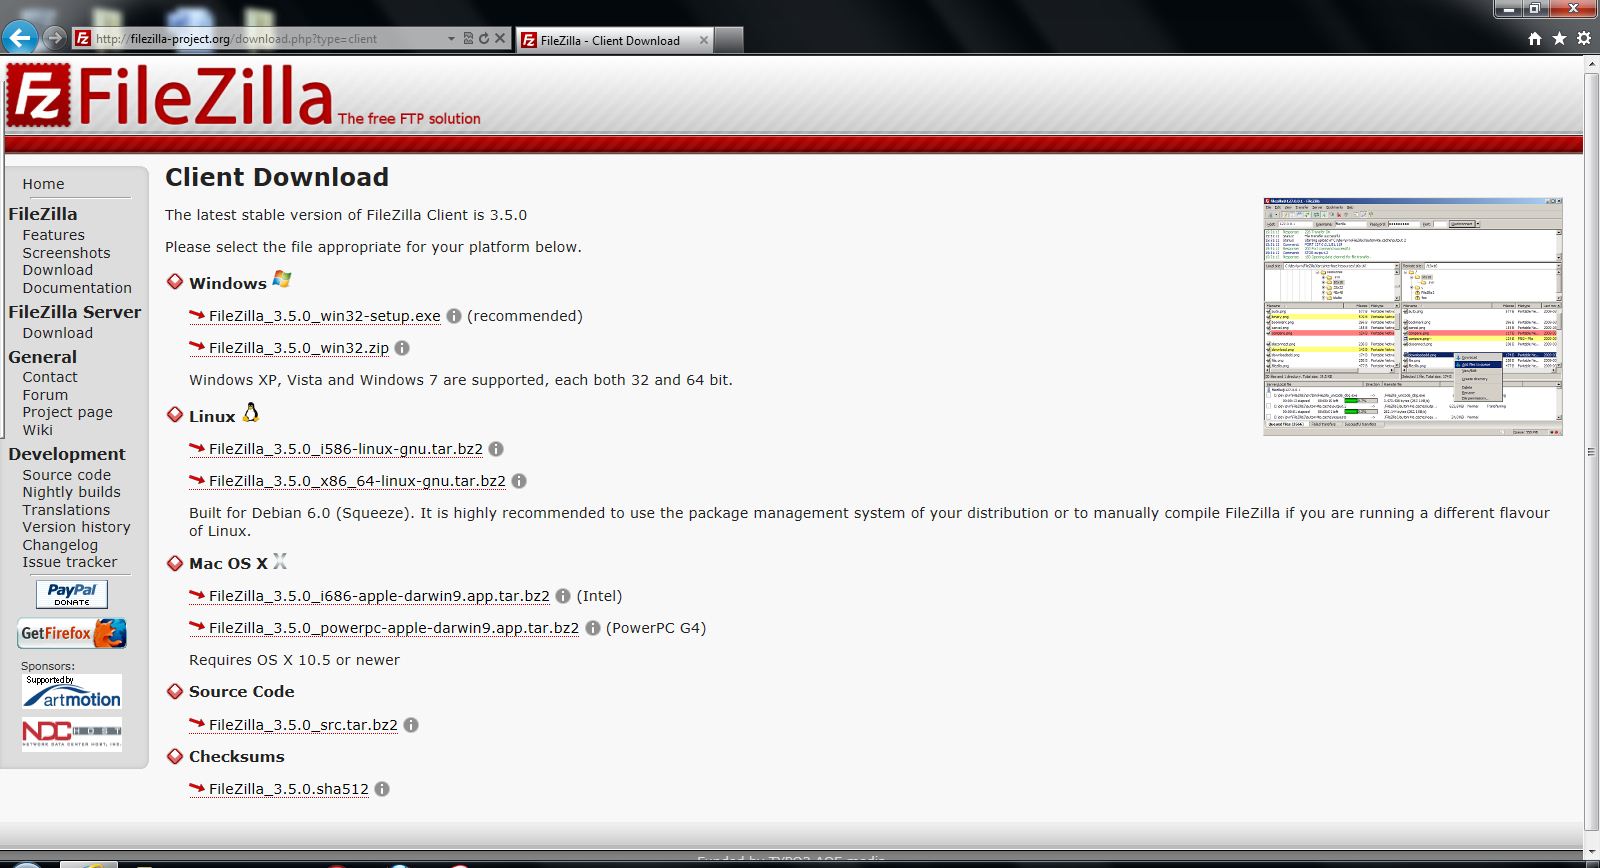 http://filezilla-project.org/download.php?type=client
FileZilla - Client Download
FileZilla The free FTP solution
Home
FileZilla
Features
Screenshots
Download
Documentation
FileZilla Server
Download
General
Contact
Forum
Project page
Wiki
Development
Source code
Nightly builds
Translations
Version history
Changelog
Issue tracker
PayPal
DONATE
GetFirefox
Sponsors:
Supported by
artmotion
NDC HOST
NETWORK DATA CENTER HOST, INC.
Client Download
The latest stable version of FileZilla Client is 3.5.0
Please select the file appropriate for your platform below.
Windows
FileZilla_3.5.0_win32-setup.exe (recommended)
FileZilla_3.5.0_win32.zip
Windows XP, Vista and Windows 7 are supported, each both 32 and 64 bit.
Linux
FileZilla_3.5.0_i586-linux-gnu.tar.bz2
FileZilla_3.5.0_x86_64-linux-gnu.tar.bz2
Built for Debian 6.0 (Squeeze). It is highly recommended to use the package management system of your distribution or to manually compile FileZilla if you are running a different flavour
of Linux.
Mac OS X
FileZilla_3.5.0_i686-apple-darwin9.app.tar.bz2 (Intel)
FileZilla_3.5.0_powerpc-apple-darwin9.app.tar.bz2 (PowerPC G4)
Requires OS X 10.5 or newer
Source Code
FileZilla_3.5.0_src.tar.bz2
Checksums
FileZilla_3.5.0.sha512